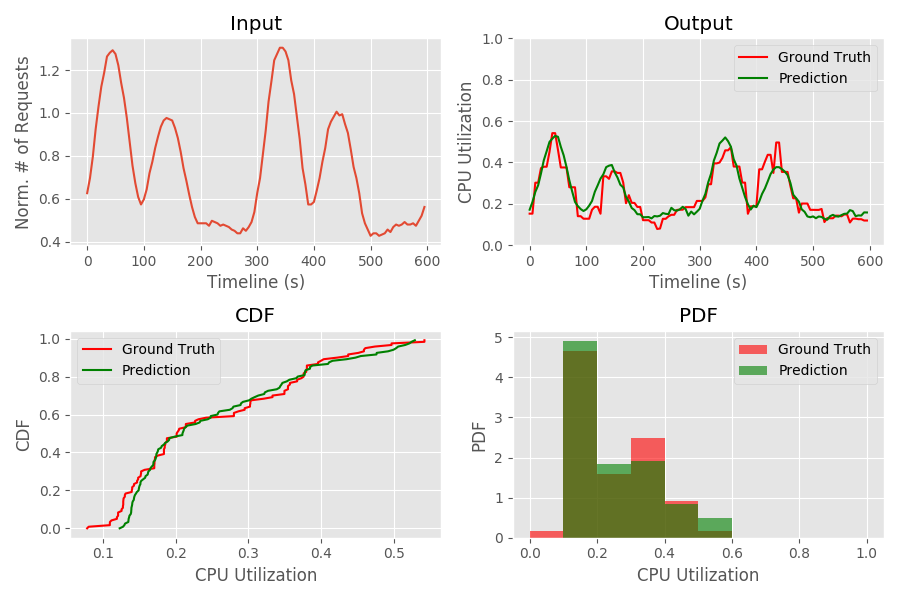 Input
Norm. # of Requests
1.2
1.0
0.8
0.6
0.4
0 100 200 300 400 500 600
Timeline (s)
Output
CPU Utilization
1.0
0.8
0.6
0.4
0.2
0.0
Ground Truth
Prediction
0 100 200 300 400 500 600
Timeline (s)
CDF
CDF
1.0
0.8
0.6
0.4
0.2
0.0
Ground Truth
Prediction
0.1 0.2 0.3 0.4 0.5
CPU Utilization
PDF
PDF
5
4
3
2
1
0
Ground Truth
Prediction
0.0 0.2 0.4 0.6 0.8 1.0
CPU Utilization